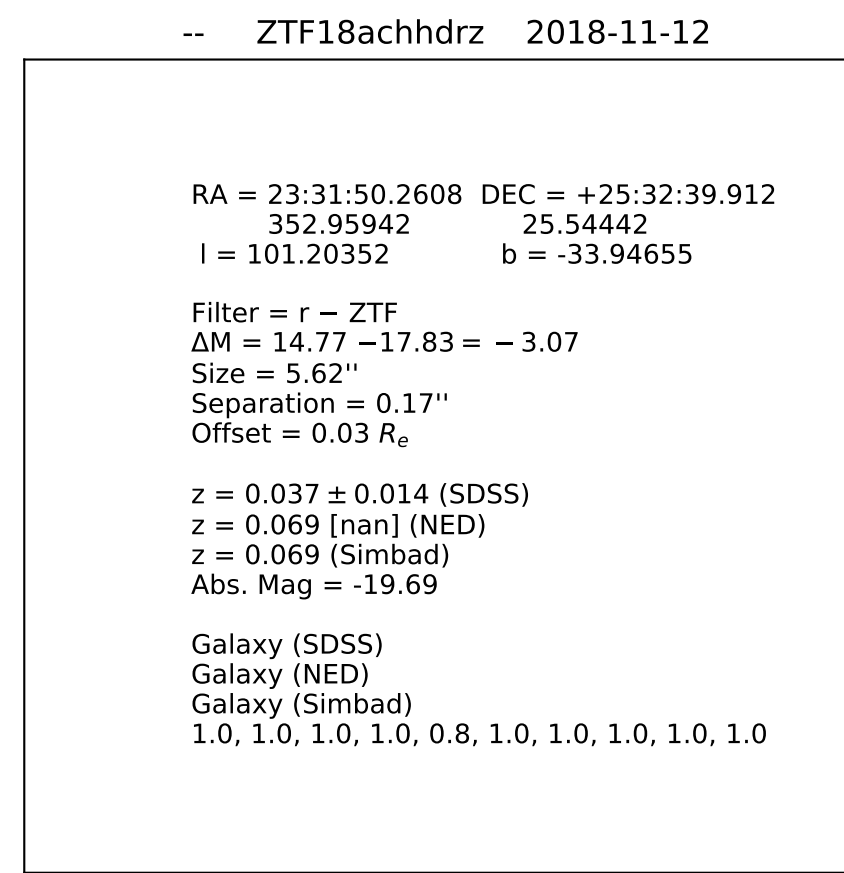 -- ZTF18achhdrz 2018-11-12
RA = 23:31:50.2608 DEC = +25:32:39.912
352.95942 25.54442
l = 101.20352 b = -33.94655
Filter = r − ZTF
ΔM = 14.77 −17.83 = − 3.07
Size = 5.62''
Separation = 0.17''
Offset = 0.03 Rₑ
z = 0.037 ± 0.014 (SDSS)
z = 0.069 [nan] (NED)
z = 0.069 (Simbad)
Abs. Mag = -19.69
Galaxy (SDSS)
Galaxy (NED)
Galaxy (Simbad)
1.0, 1.0, 1.0, 1.0, 0.8, 1.0, 1.0, 1.0, 1.0, 1.0